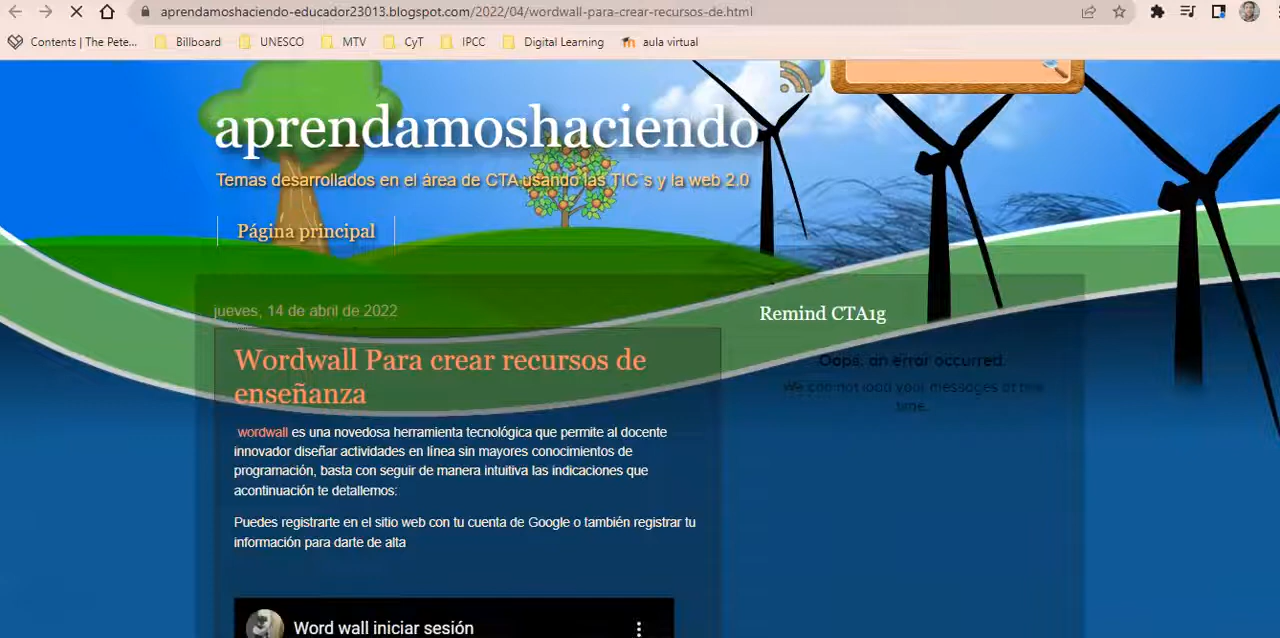 aprendamoshaciendo-educador23013.blogspot.com/2022/04/wordwall-para-crear-recursos-de.html
Contents | The Pete... Billboard UNESCO MTV CyT IPCC Digital Learning aula virtual
aprendamoshaciendo
Temas desarrollados en el área de CTA usando las TIC´s y la web 2.0
Página principal
jueves, 14 de abril de 2022
Wordwall Para crear recursos de
enseñanza
wordwall es una novedosa herramienta tecnológica que permite al docente
innovador diseñar actividades en línea sin mayores conocimientos de
programación, basta con seguir de manera intuitiva las indicaciones que
acontinuación te detallemos:
Puedes registrarte en el sitio web con tu cuenta de Google o también registrar tu
información para darte de alta
Word wall iniciar sesión
Remind CTA1g
Oops, an error occurred.
We can not load your messages at this
time.